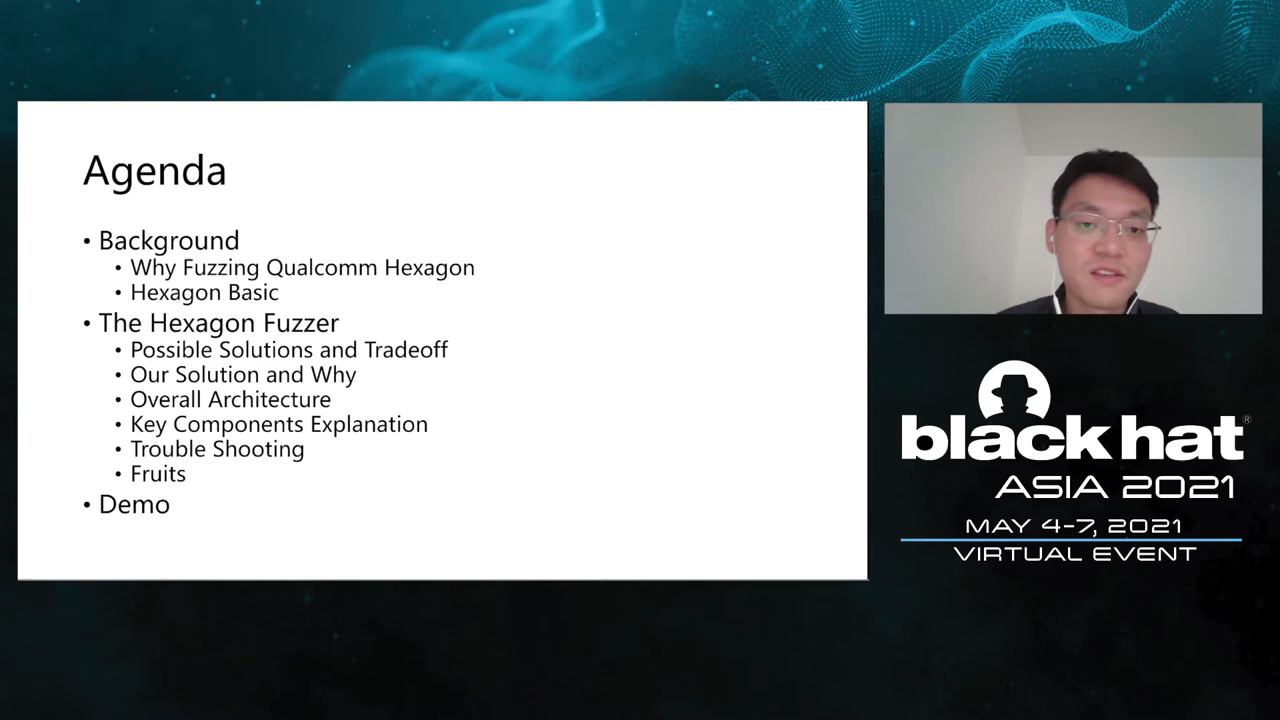 Agenda
• Background
• Why Fuzzing Qualcomm Hexagon
• Hexagon Basic
• The Hexagon Fuzzer
• Possible Solutions and Tradeoff
• Our Solution and Why
• Overall Architecture
• Key Components Explanation
• Trouble Shooting
• Fruits
• Demo
black hat®
ASIA 2021
MAY 4-7, 2021
VIRTUAL EVENT